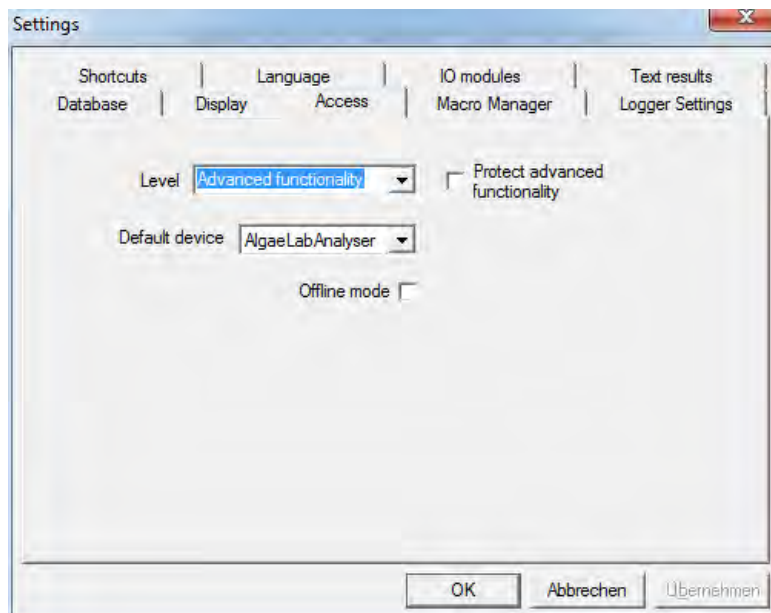 Settings
X
Shortcuts Language IO modules Text results
Database Display Access Macro Manager Logger Settings
Level Advanced functionality Protect advanced
functionality
Default device AlgaeLabAnalyser
Offline mode
OK Abbrechen Übernehmen